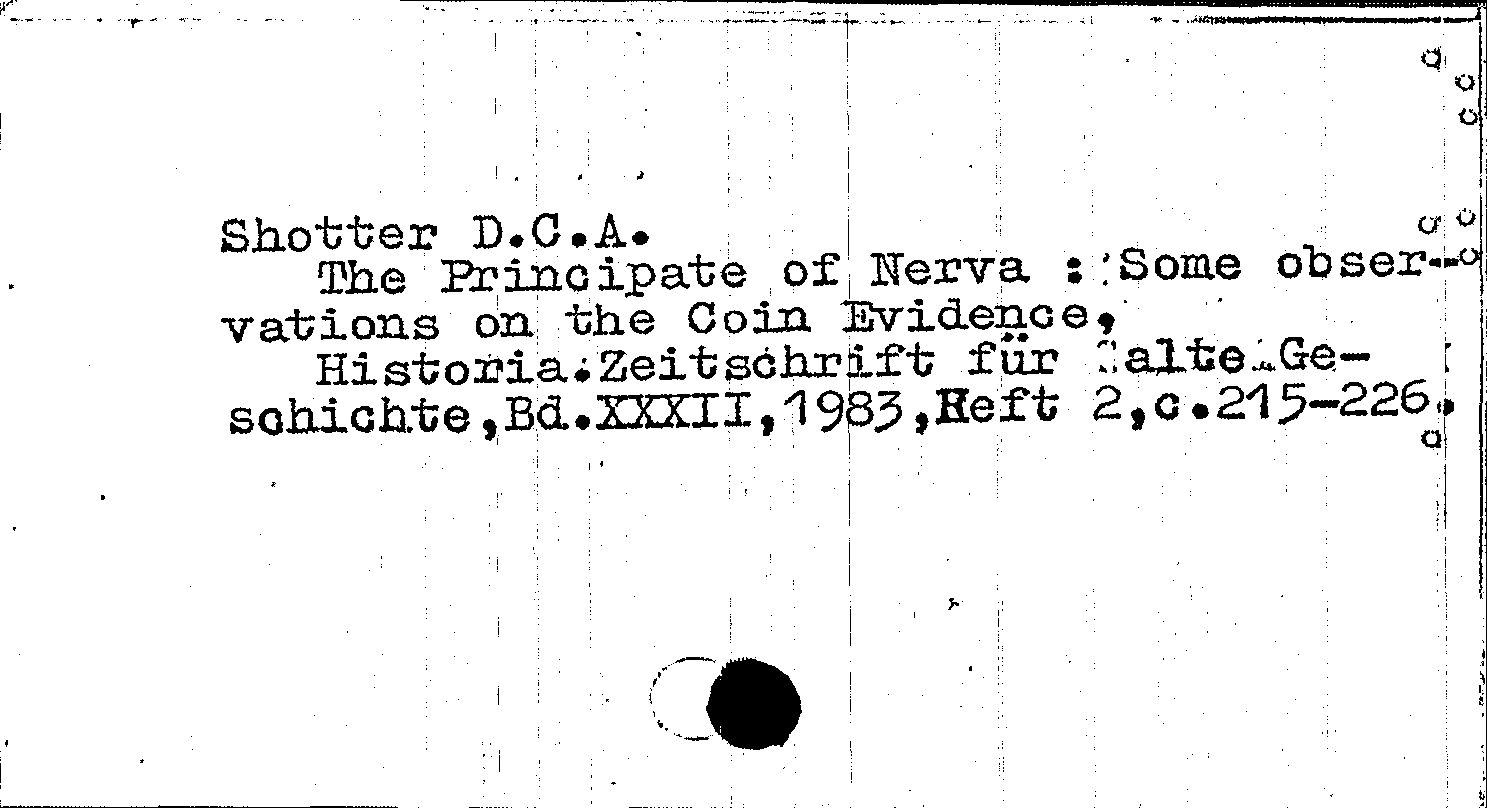 Shotter D.C.A.
The Principate of Nerva : Some obser-
vations on the Coin Evidence,
Historia:Zeitschrift für alte Ge-
schichte,Bd.XXXII,1983,Heft 2,c.215-226.